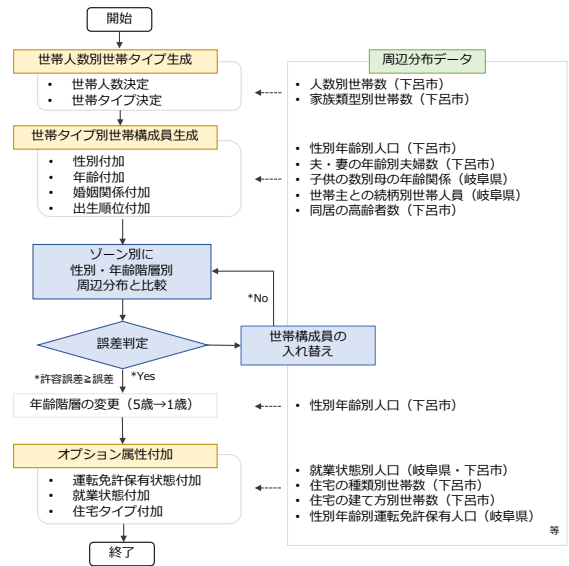 開始
世帯人数別世帯タイプ生成
• 世帯人数決定
• 世帯タイプ決定
周辺分布データ
• 人数別世帯数（下呂市）
• 家族類型別世帯数（下呂市）
世帯タイプ別世帯構成員生成
• 性別付加
• 年齢付加
• 婚姻関係付加
• 出生順位付加
• 性別年齢別人口（下呂市）
• 夫・妻の年齢別夫婦数（下呂市）
• 子供の数別母の年齢関係（岐阜県）
• 世帯主との続柄別世帯人員（岐阜県）
• 同居の高齢者数（下呂市）
ゾーン別に
性別・年齢階層別
周辺分布と比較
*No
誤差判定
世帯構成員の
入れ替え
*許容誤差≧誤差
*Yes
年齢階層の変更（5歳→1歳）
• 性別年齢別人口（下呂市）
オプション属性付加
• 運転免許保有状態付加
• 就業状態付加
• 住宅タイプ付加
• 就業状態別人口（岐阜県・下呂市）
• 住宅の種類別世帯数（下呂市）
• 住宅の建て方別世帯数（下呂市）
• 性別年齢別運転免許保有人口（岐阜県）
等
終了